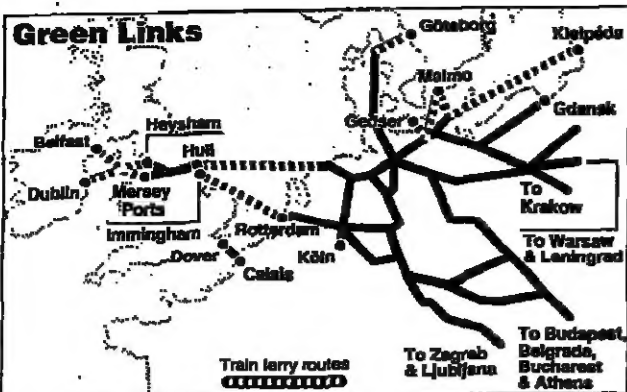 Green Links
Göteborg
Klaipéda
Malmo
Gedser
Gdansk
Belfast
Heysham
Hull
Dublin
Mersey
Ports
Immingham
Rotterdam
Dover
Calais
Köln
To
Krakow
To Warsaw
& Leningrad
Train ferry routes
To Zagreb
& Ljubljana
To Budapest,
Belgrade,
Bucharest
& Athens